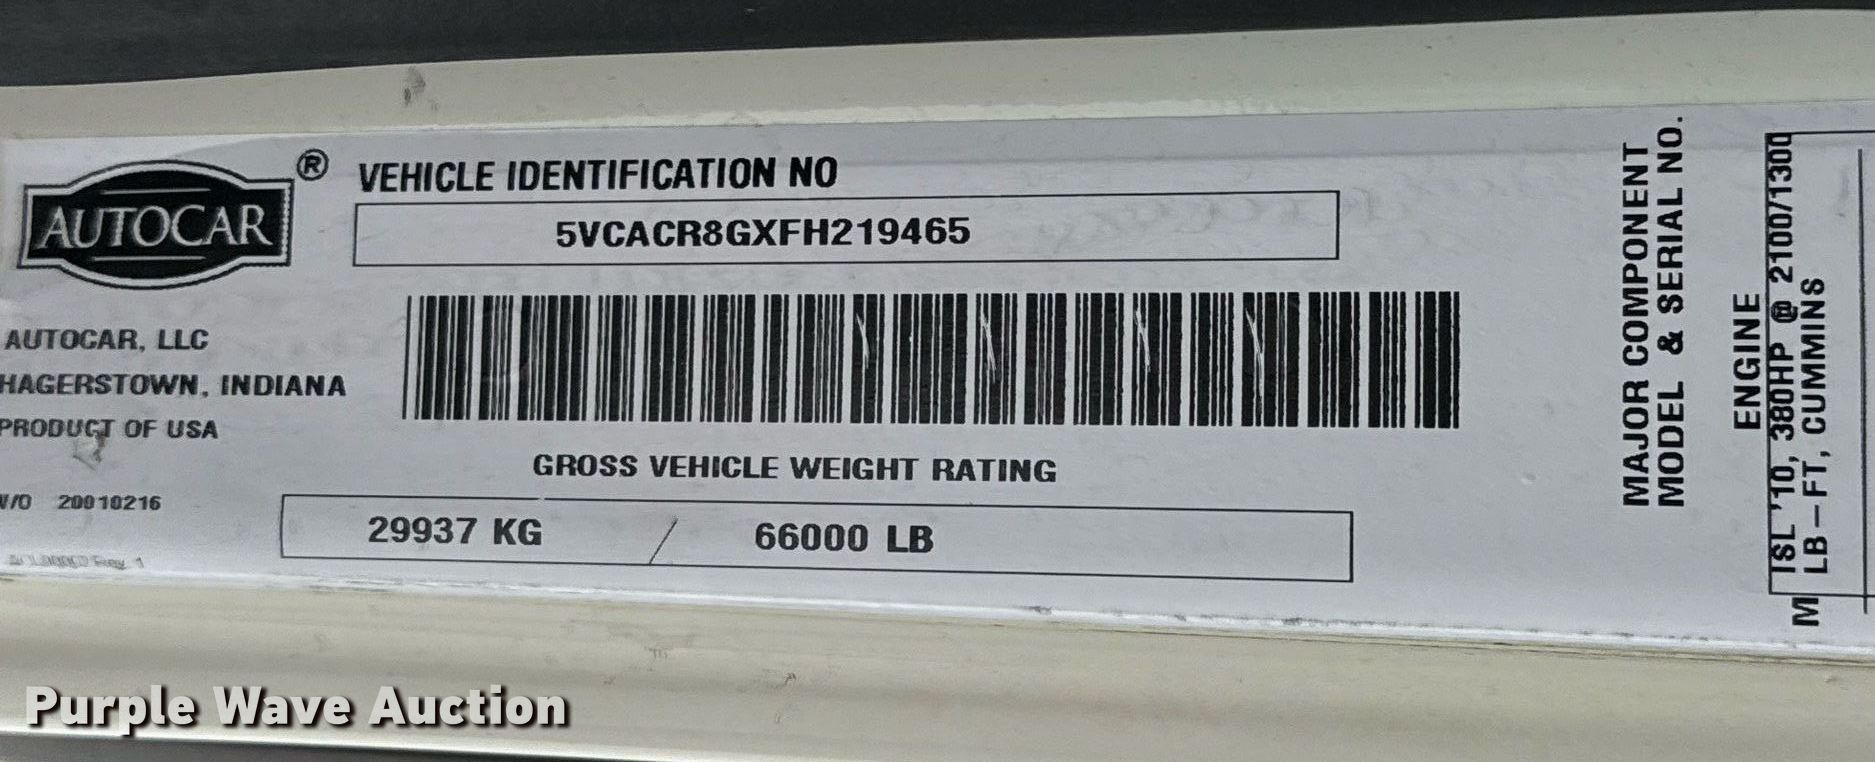 AUTOCAR ®
VEHICLE IDENTIFICATION NO
5VCACR8GXFH219465
AUTOCAR, LLC
HAGERSTOWN, INDIANA
PRODUCT OF USA
GROSS VEHICLE WEIGHT RATING
W/O 20010216
29937 KG / 66000 LB
Rev 1
MAJOR COMPONENT
MODEL & SERIAL NO.
ENGINE
ISL '10, 380HP @ 2100/1300
LB-FT, CUMMINS
M
Purple Wave Auction